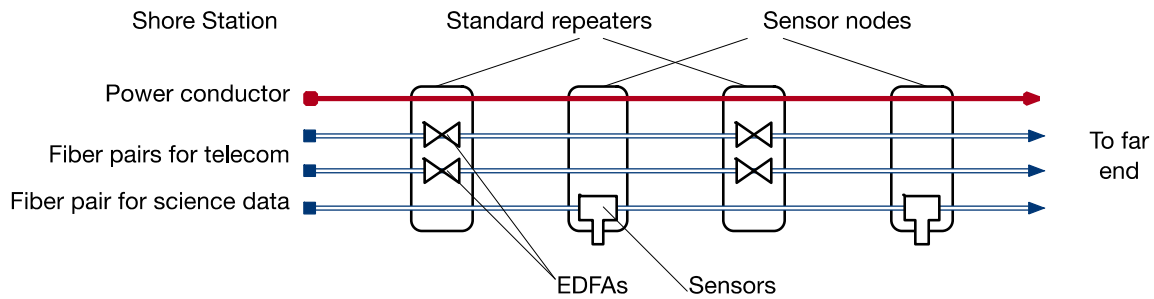 Shore Station
Standard repeaters
Sensor nodes
Power conductor
Fiber pairs for telecom
Fiber pair for science data
To far
end
EDFAs
Sensors